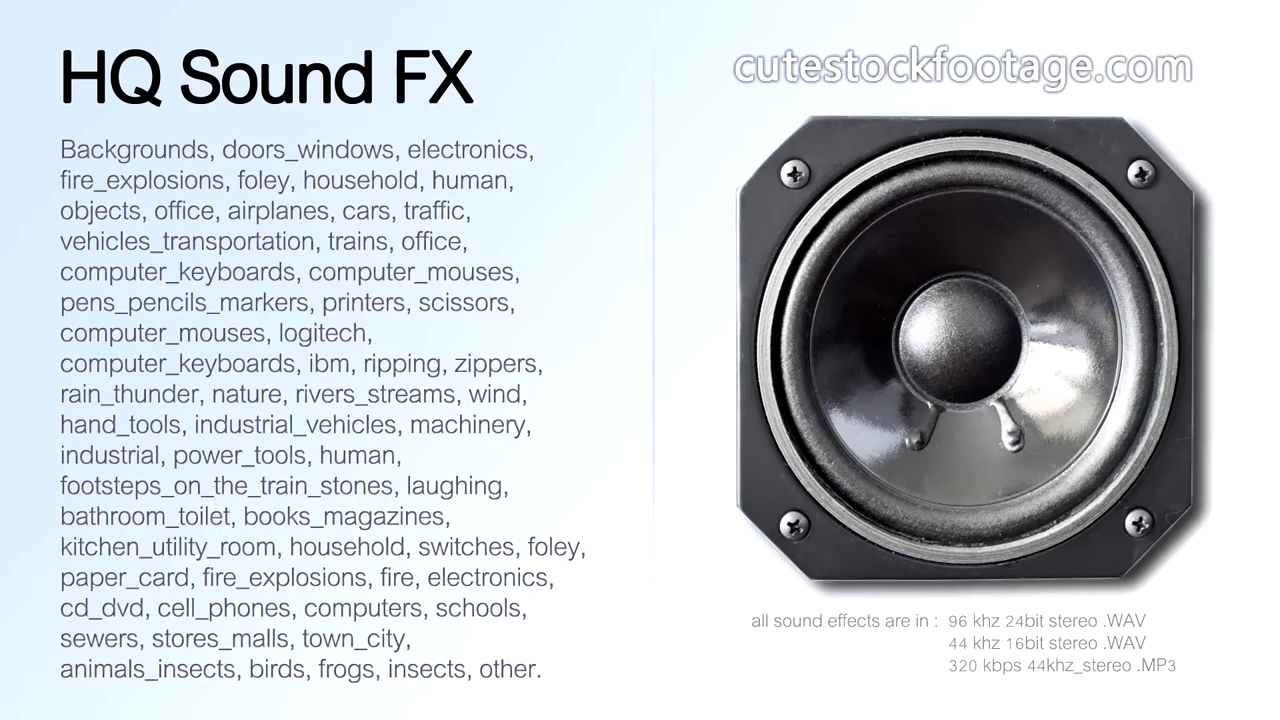 HQ Sound FX
Backgrounds, doors_windows, electronics,
fire_explosions, foley, household, human,
objects, office, airplanes, cars, traffic,
vehicles_transportation, trains, office,
computer_keyboards, computer_mouses,
pens_pencils_markers, printers, scissors,
computer_mouses, logitech,
computer_keyboards, ibm, ripping, zippers,
rain_thunder, nature, rivers_streams, wind,
hand_tools, industrial_vehicles, machinery,
industrial, power_tools, human,
footsteps_on_the_train_stones, laughing,
bathroom_toilet, books_magazines,
kitchen_utility_room, household, switches, foley,
paper_card, fire_explosions, fire, electronics,
cd_dvd, cell_phones, computers, schools,
sewers, stores_malls, town_city,
animals_insects, birds, frogs, insects, other.
cutestockfootage.com
all sound effects are in : 96 khz 24bit stereo .WAV
44 khz 16bit stereo .WAV
320 kbps 44khz_stereo .MP3